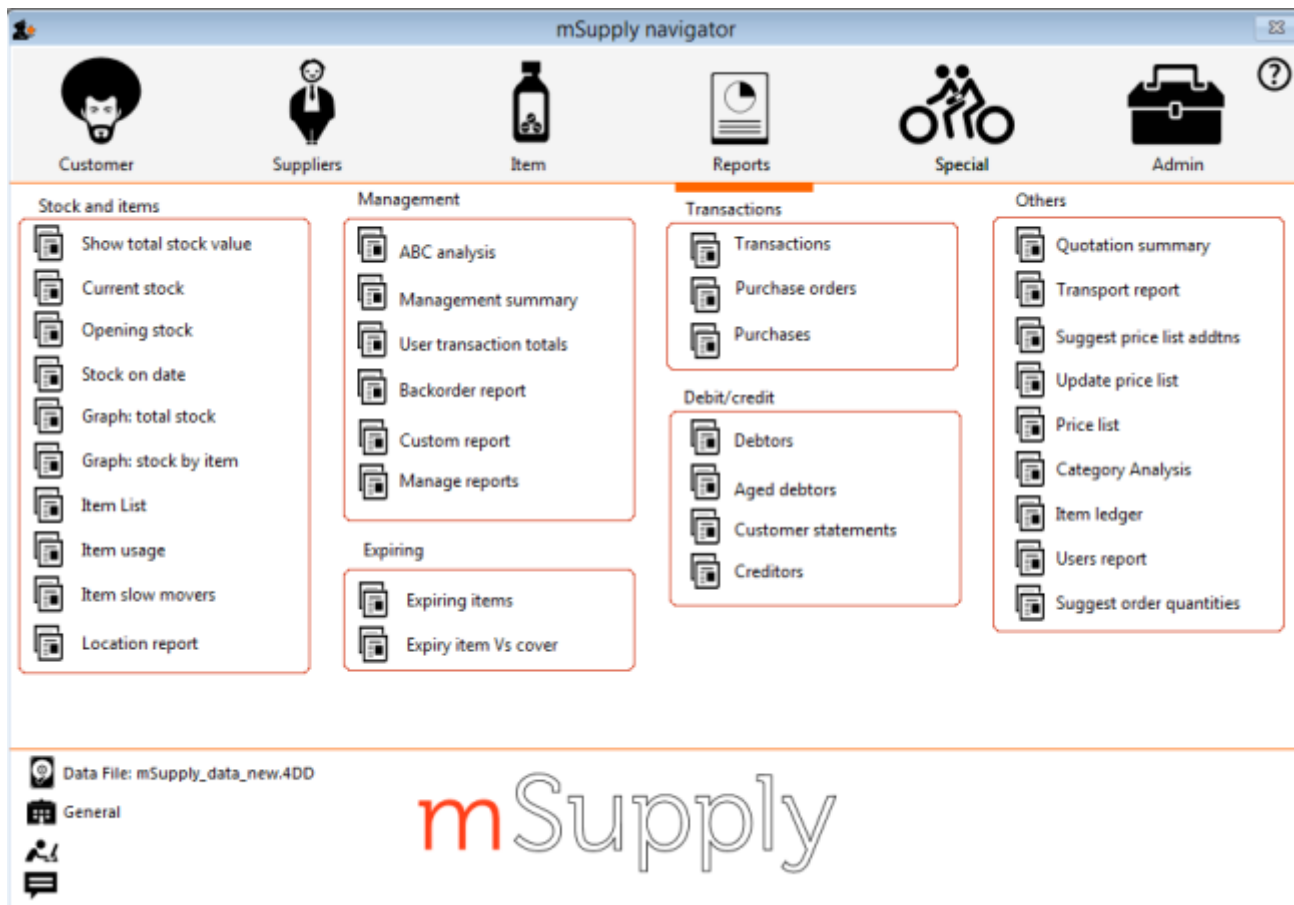 mSupply navigator
Customer
Suppliers
Item
Reports
Special
Admin
?
Stock and items
Show total stock value
Current stock
Opening stock
Stock on date
Graph: total stock
Graph: stock by item
Item List
Item usage
Item slow movers
Location report
Management
ABC analysis
Management summary
User transaction totals
Backorder report
Custom report
Manage reports
Expiring
Expiring items
Expiry item Vs cover
Transactions
Transactions
Purchase orders
Purchases
Debit/credit
Debtors
Aged debtors
Customer statements
Creditors
Others
Quotation summary
Transport report
Suggest price list addtns
Update price list
Price list
Category Analysis
Item ledger
Users report
Suggest order quantities
Data File: mSupply_data_new.4DD
General
mSupply